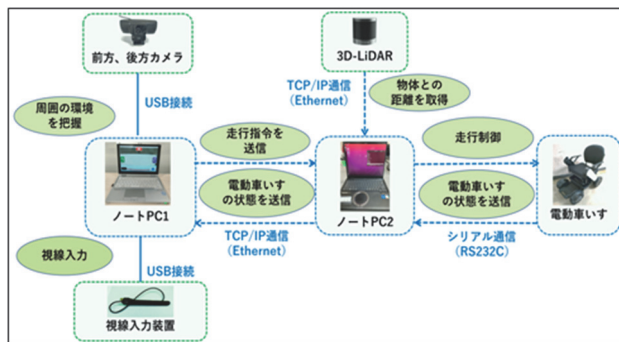 前方、後方カメラ
3D-LiDAR
TCP/IP通信
(Ethernet)
物体との
距離を取得
周囲の環境
を把握
USB接続
走行指令を
送信
走行制御
電動車いす
の状態を送信
電動車いす
の状態を送信
ノートPC1
ノートPC2
電動車いす
TCP/IP通信
(Ethernet)
シリアル通信
(RS232C)
視線入力
USB接続
視線入力装置